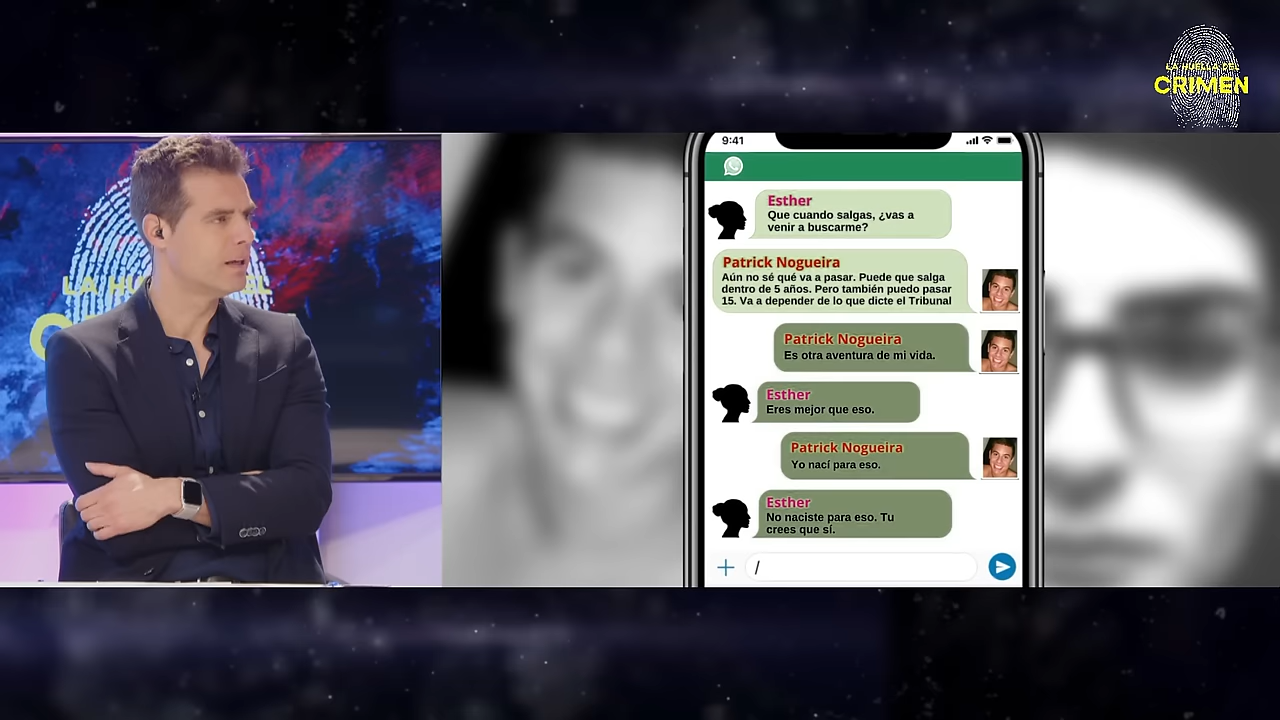 LA HUELLA DEL
CRIMEN
9:41
Esther
Que cuando salgas, ¿vas a
venir a buscarme?
Patrick Nogueira
Aún no sé qué va a pasar. Puede que salga
dentro de 5 años. Pero también puedo pasar
15. Va a depender de lo que dicte el Tribunal
Patrick Nogueira
Es otra aventura de mi vida.
Esther
Eres mejor que eso.
Patrick Nogueira
Yo nací para eso.
Esther
No naciste para eso. Tu
crees que sí.
/